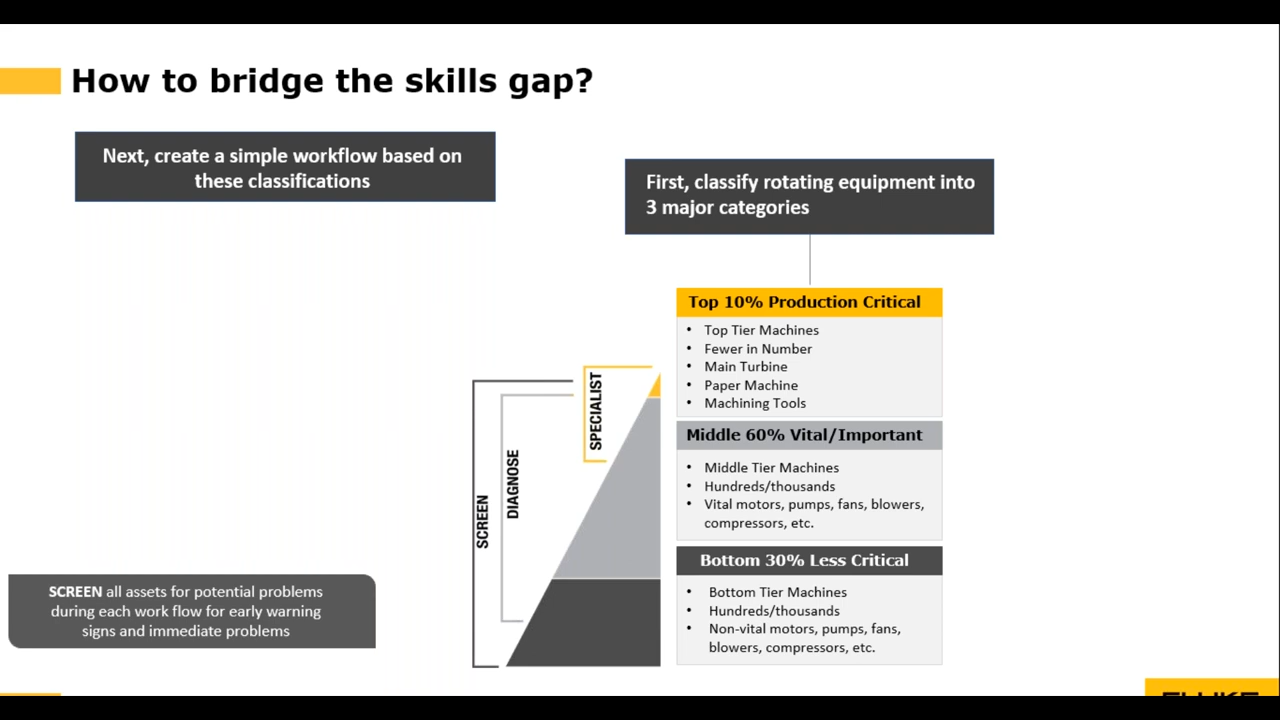 How to bridge the skills gap?
Next, create a simple workflow based on
these classifications
First, classify rotating equipment into
3 major categories
Top 10% Production Critical
• Top Tier Machines
• Fewer in Number
• Main Turbine
• Paper Machine
• Machining Tools
Middle 60% Vital/Important
• Middle Tier Machines
• Hundreds/thousands
• Vital motors, pumps, fans, blowers,
compressors, etc.
Bottom 30% Less Critical
• Bottom Tier Machines
• Hundreds/thousands
• Non-vital motors, pumps, fans,
blowers, compressors, etc.
SPECIALIST
DIAGNOSE
SCREEN
SCREEN all assets for potential problems
during each work flow for early warning
signs and immediate problems
FLUKE